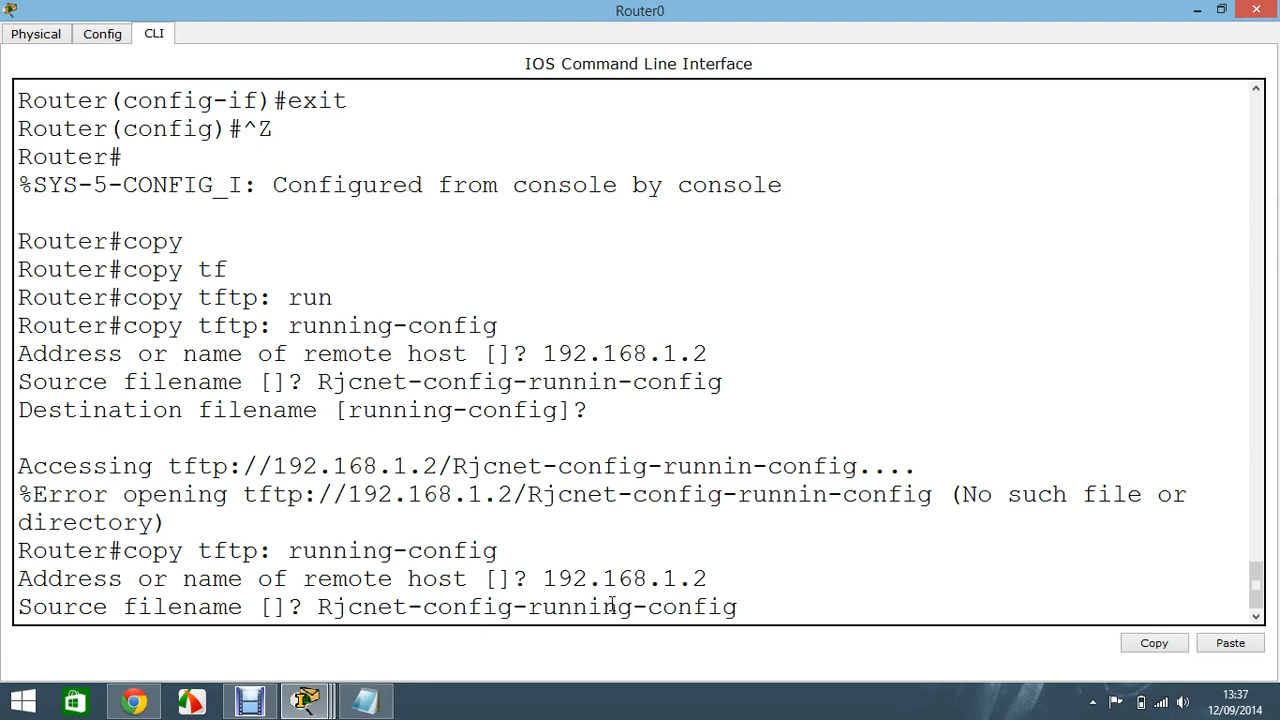 Router0
Physical
Config
CLI
IOS Command Line Interface
Router(config-if)#exit
Router(config)#^Z
Router#
%SYS-5-CONFIG_I: Configured from console by console
Router#copy
Router#copy tf
Router#copy tftp: run
Router#copy tftp: running-config
Address or name of remote host []? 192.168.1.2
Source filename []? Rjcnet-config-runnin-config
Destination filename [running-config]?
Accessing tftp://192.168.1.2/Rjcnet-config-runnin-config....
%Error opening tftp://192.168.1.2/Rjcnet-config-runnin-config (No such file or
directory)
Router#copy tftp: running-config
Address or name of remote host []? 192.168.1.2
Source filename []? Rjcnet-config-running-config
Copy
Paste
13:37
12/09/2014